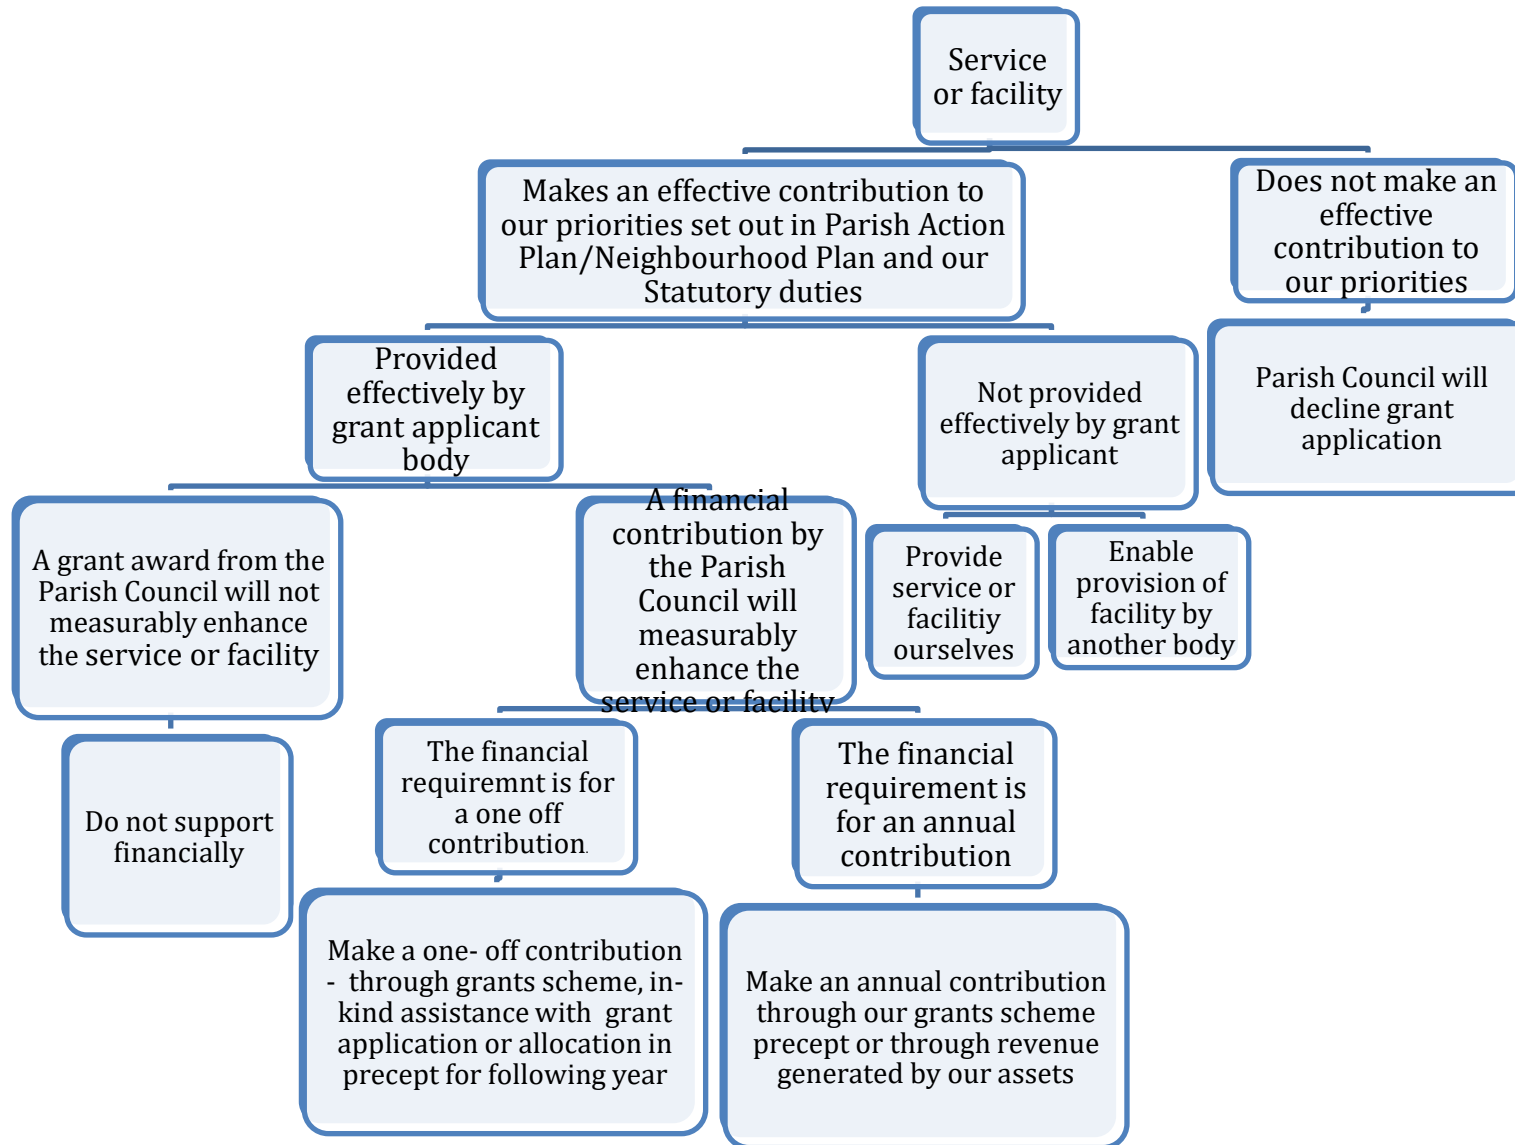 Service
or facility
Makes an effective contribution to
our priorities set out in Parish Action
Plan/Neighbourhood Plan and our
Statutory duties
Does not make an
effective
contribution to
our priorities
Provided
effectively by
grant applicant
body
Not provided
effectively by grant
applicant
Parish Council will
decline grant
application
A grant award from the
Parish Council will not
measurably enhance
the service or facility
A financial
contribution by
the Parish
Council will
measurably
enhance the
service or facility
Provide
service or
facilitiy
ourselves
Enable
provision of
facility by
another body
Do not support
financially
The financial
requiremnt is for
a one off
contribution.
The financial
requirement is
for an annual
contribution
Make a one- off contribution
- through grants scheme, in-
kind assistance with grant
application or allocation in
precept for following year
Make an annual contribution
through our grants scheme
precept or through revenue
generated by our assets